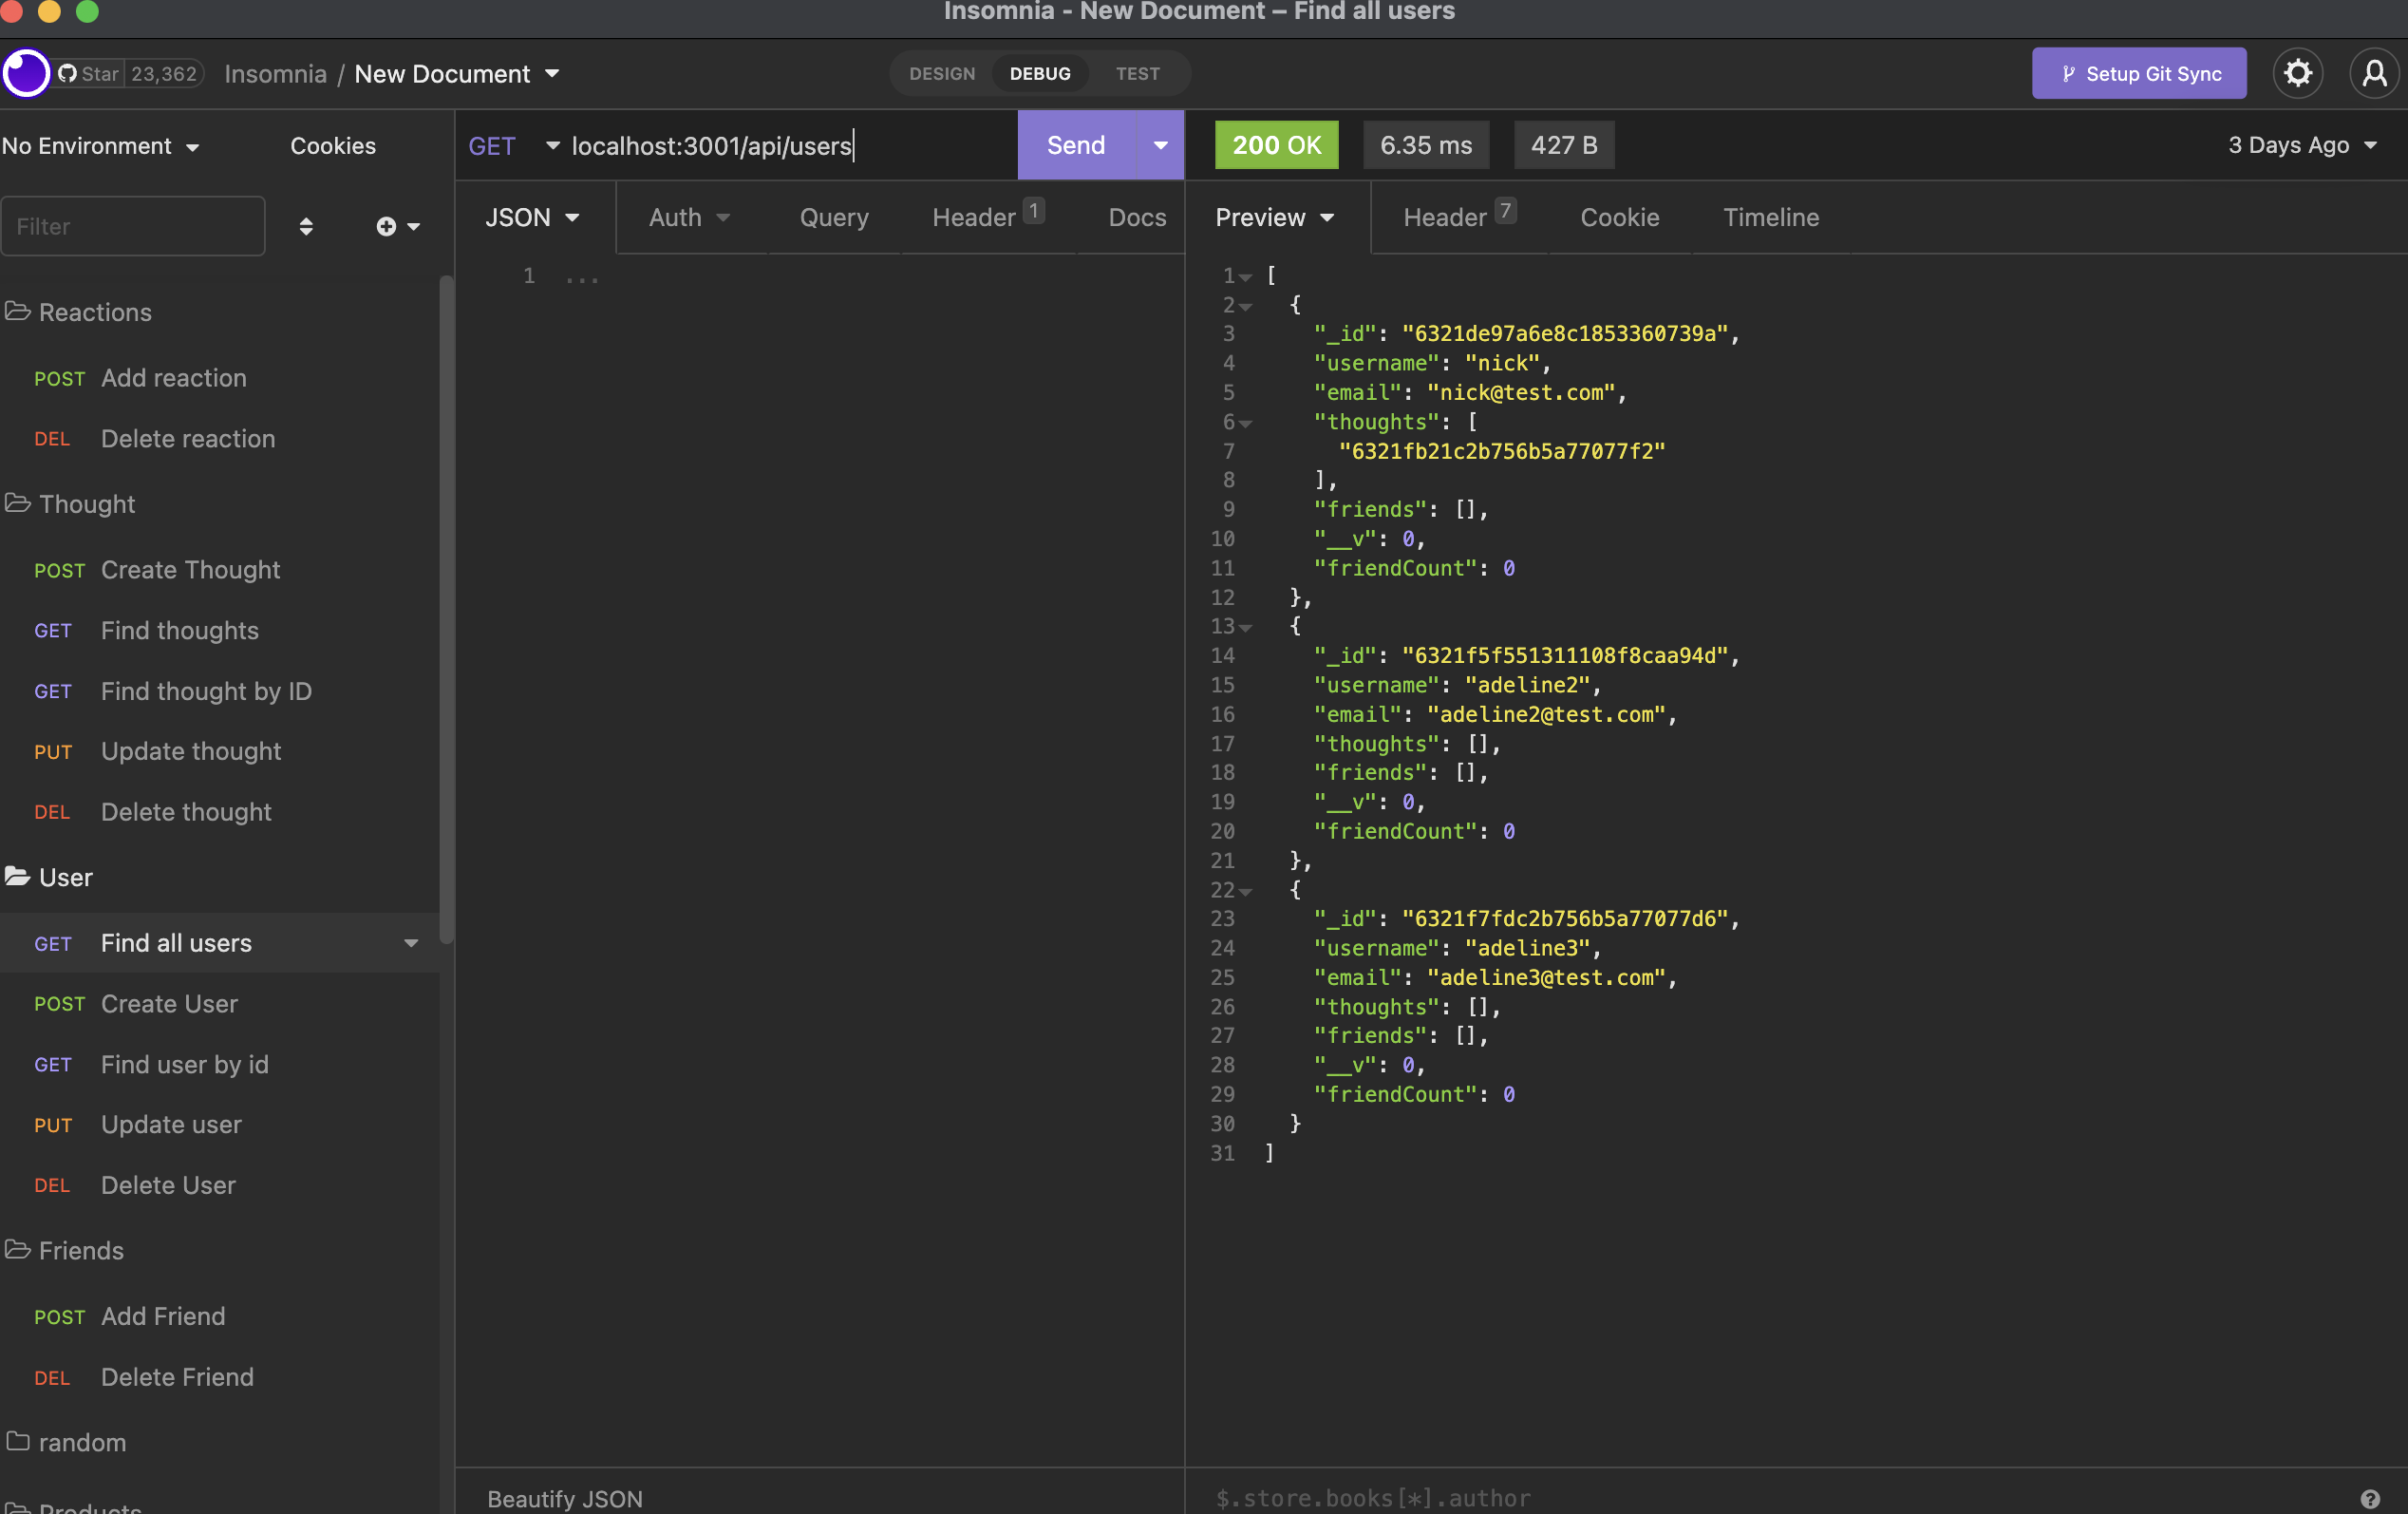 Insomnia - New Document – Find all users
Star 23,362 Insomnia / New Document DESIGN DEBUG TEST Setup Git Sync
No Environment Cookies
Filter
Reactions
POST Add reaction
DEL Delete reaction
Thought
POST Create Thought
GET Find thoughts
GET Find thought by ID
PUT Update thought
DEL Delete thought
User
GET Find all users
POST Create User
GET Find user by id
PUT Update user
DEL Delete User
Friends
POST Add Friend
DEL Delete Friend
random
Products
GET localhost:3001/api/users Send
JSON Auth Query Header 1 Docs
1 ...
Beautify JSON
200 OK 6.35 ms 427 B 3 Days Ago
Preview Header 7 Cookie Timeline
1 [
2 {
3 "_id": "6321de97a6e8c1853360739a",
4 "username": "nick",
5 "email": "nick@test.com",
6 "thoughts": [
7 "6321fb21c2b756b5a77077f2"
8 ],
9 "friends": [],
10 "__v": 0,
11 "friendCount": 0
12 },
13 {
14 "_id": "6321f5f551311108f8caa94d",
15 "username": "adeline2",
16 "email": "adeline2@test.com",
17 "thoughts": [],
18 "friends": [],
19 "__v": 0,
20 "friendCount": 0
21 },
22 {
23 "_id": "6321f7fdc2b756b5a77077d6",
24 "username": "adeline3",
25 "email": "adeline3@test.com",
26 "thoughts": [],
27 "friends": [],
28 "__v": 0,
29 "friendCount": 0
30 }
31 ]
$.store.books[*].author